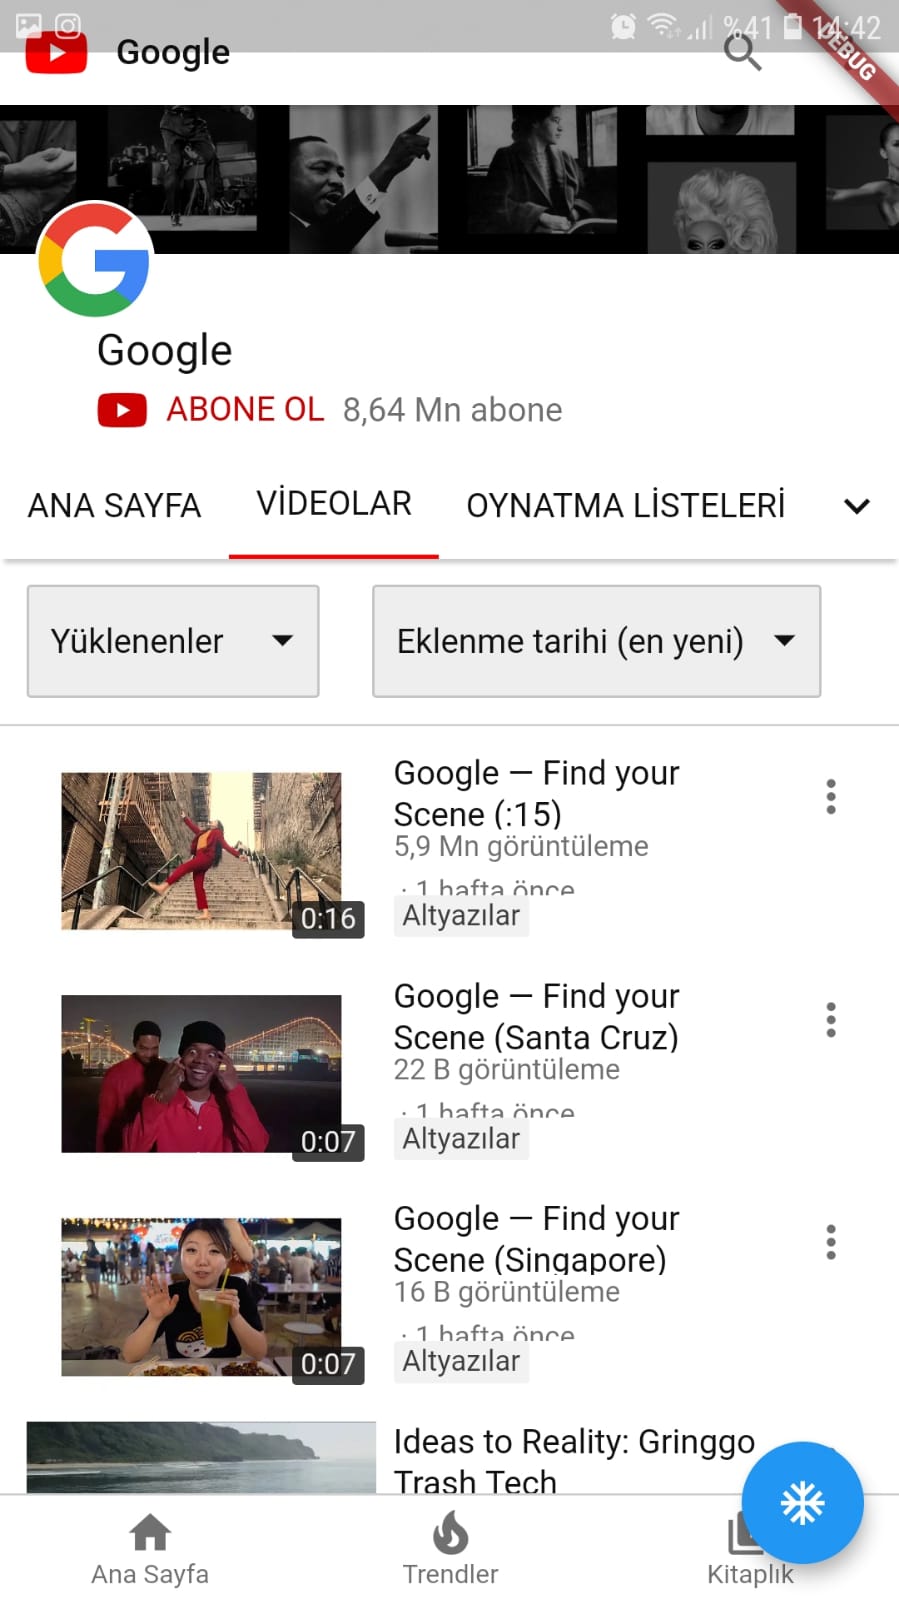 %41 14:42
DEBUG
Google
Google
ABONE OL 8,64 Mn abone
ANA SAYFA VİDEOLAR OYNATMA LİSTELERİ
Yüklenenler Eklenme tarihi (en yeni)
Google — Find your
Scene (:15)
5,9 Mn görüntüleme
· 1 hafta önce
Altyazılar
0:16
Google — Find your
Scene (Santa Cruz)
22 B görüntüleme
· 1 hafta önce
Altyazılar
0:07
Google — Find your
Scene (Singapore)
16 B görüntüleme
· 1 hafta önce
Altyazılar
0:07
Ideas to Reality: Gringgo
Trash Tech
Ana Sayfa Trendler Kitaplık